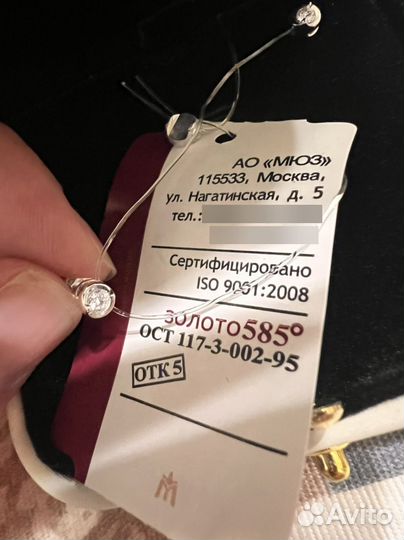 АО «МЮЗ»
115533, Москва,
ул. Нагатинская, д. 5
тел.:
Сертифицировано
ISO 9001:2008
золото585°
ОСТ 117-3-002-95
ОТК 5
Avito